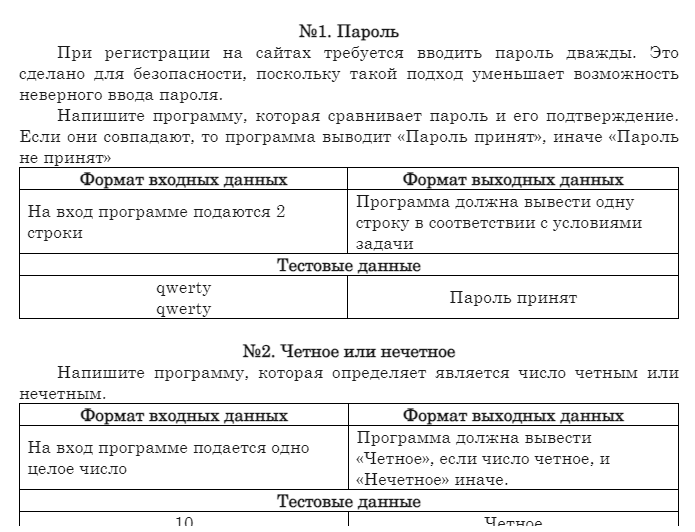 №1. Пароль
При регистрации на сайтах требуется вводить пароль дважды. Это
сделано для безопасности, поскольку такой подход уменьшает возможность
неверного ввода пароля.
Напишите программу, которая сравнивает пароль и его подтверждение.
Если они совпадают, то программа выводит «Пароль принят», иначе «Пароль
не принят»
Формат входных данных
Формат выходных данных
На вход программе подаются 2
строки
Программа должна вывести одну
строку в соответствии с условиями
задачи
Тестовые данные
qwerty
qwerty
Пароль принят
№2. Четное или нечетное
Напишите программу, которая определяет является число четным или
нечетным.
Формат входных данных
Формат выходных данных
На вход программе подается одно
целое число
Программа должна вывести
«Четное», если число четное, и
«Нечетное» иначе.
Тестовые данные
10
Четное